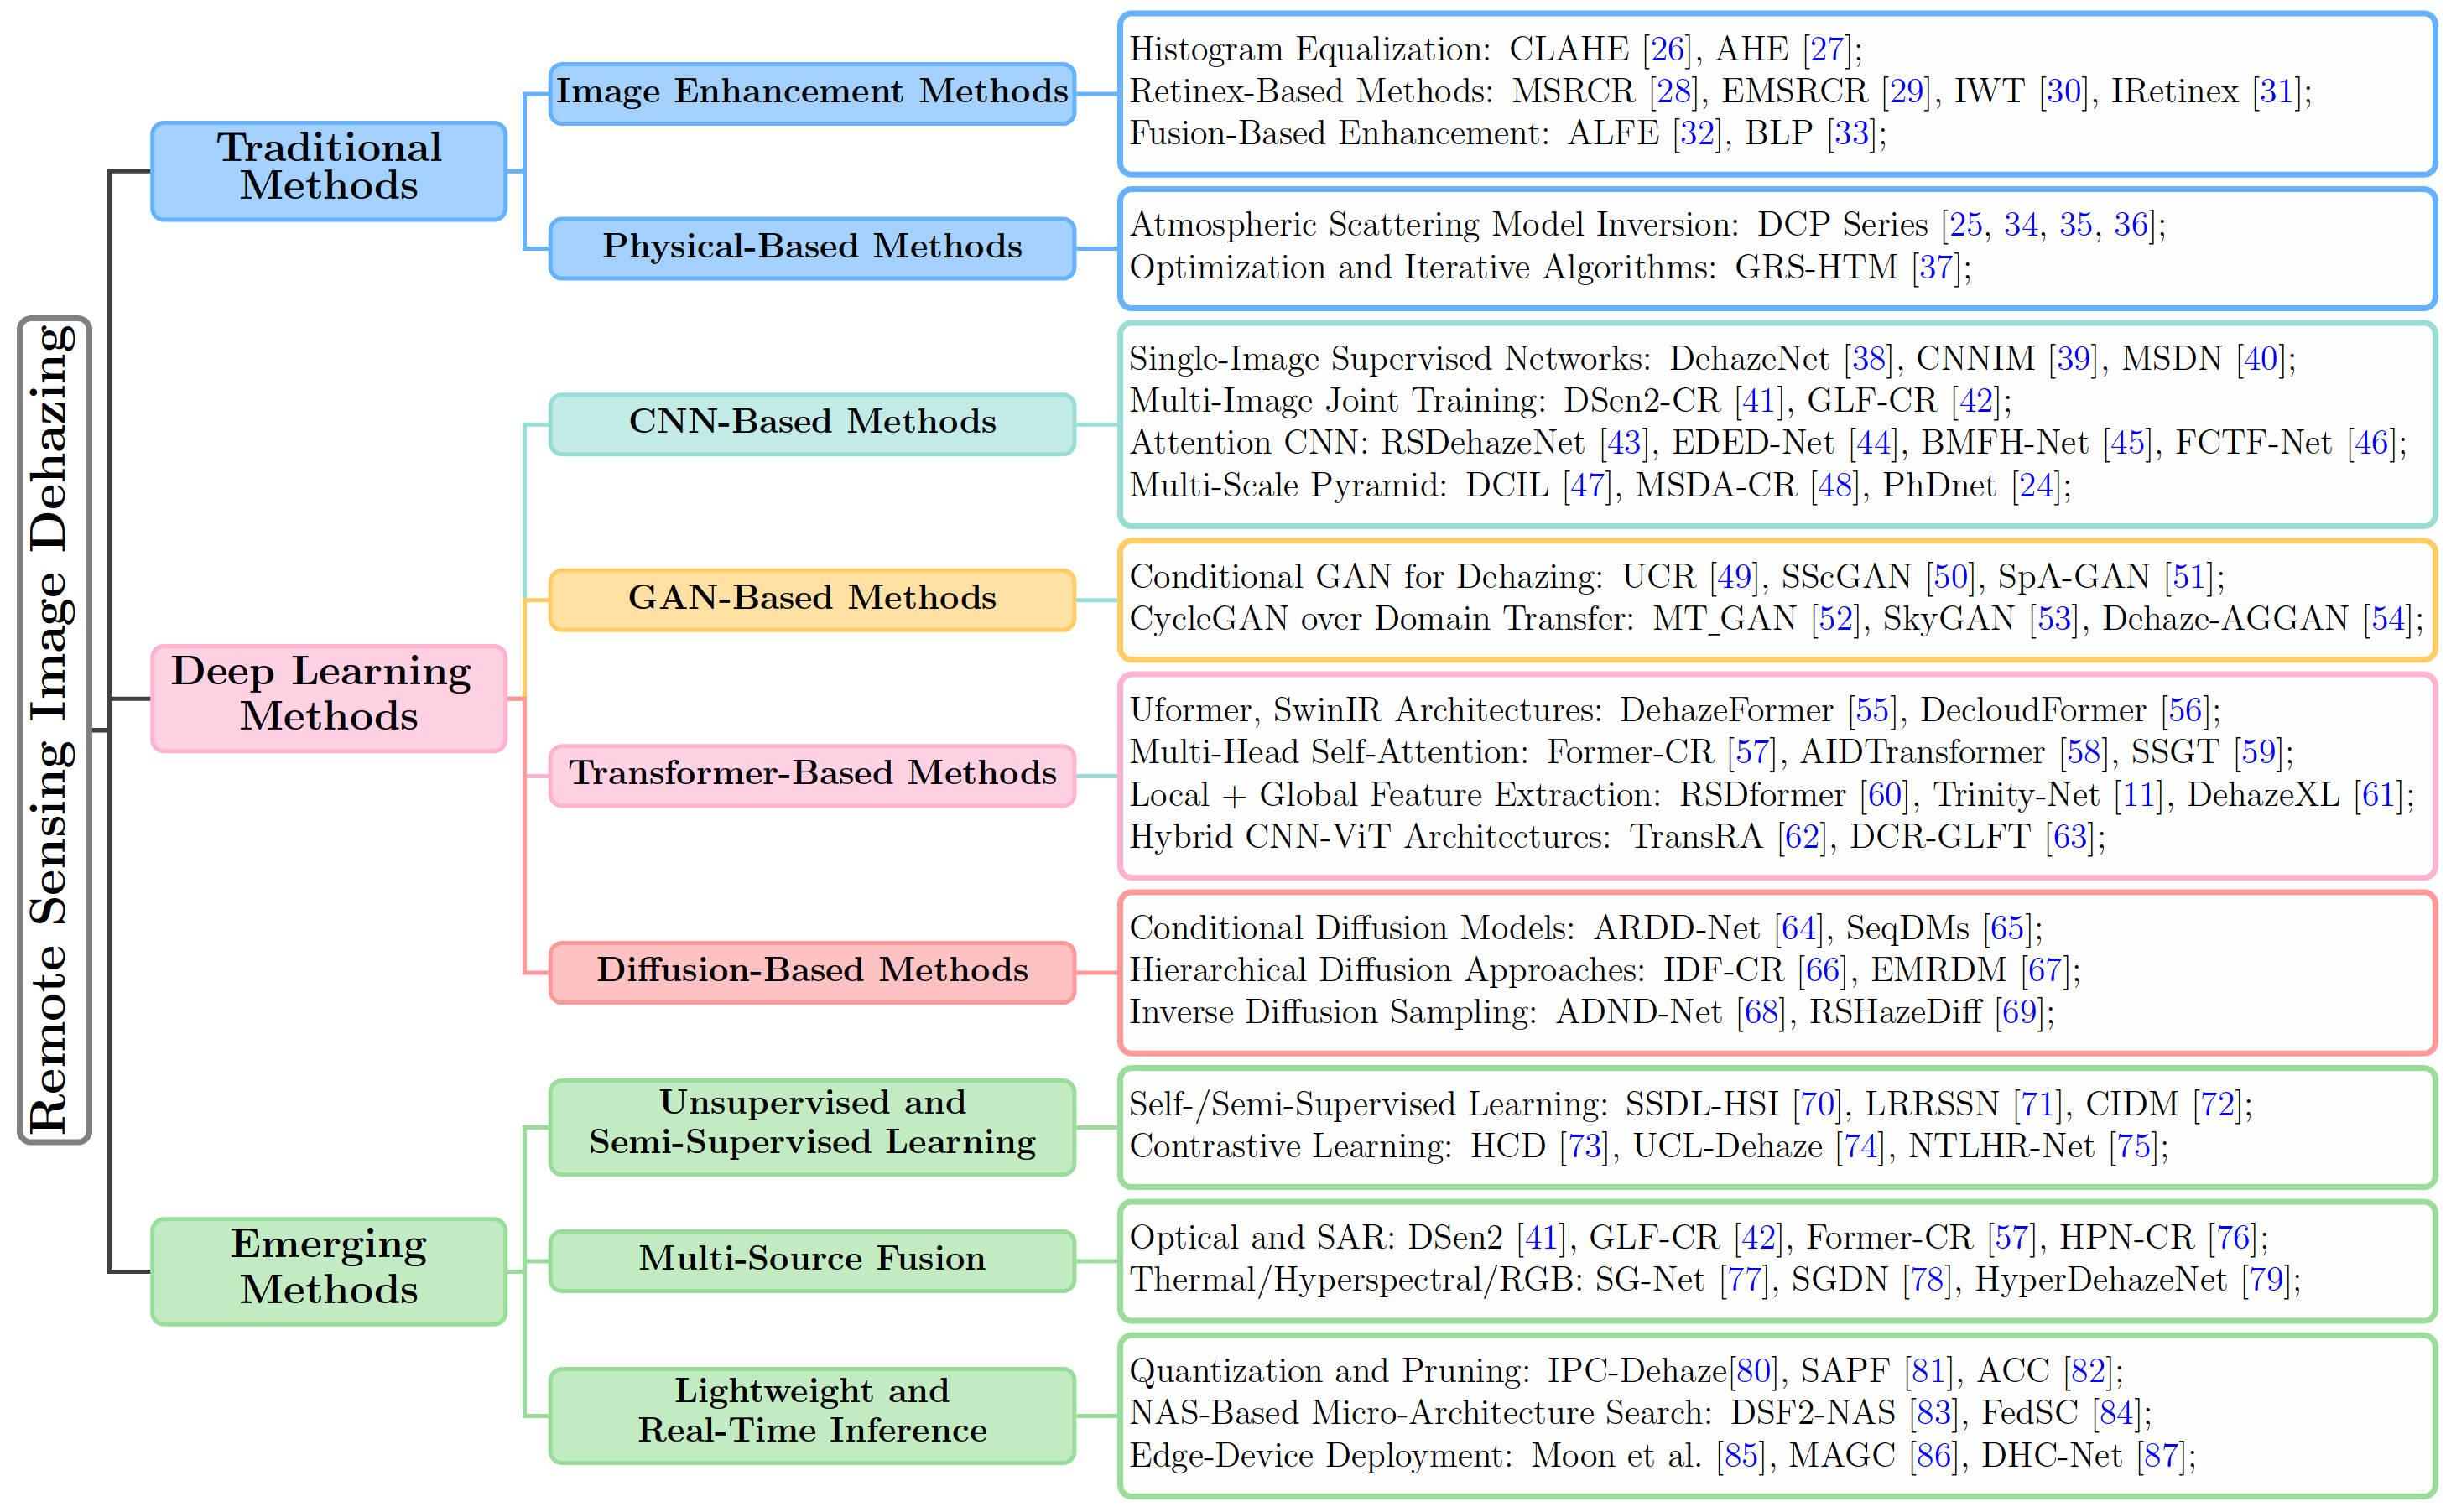 Remote Sensing Image Dehazing
Traditional
Methods
Image Enhancement Methods
Histogram Equalization: CLAHE [26], AHE [27];
Retinex-Based Methods: MSRCR [28], EMSRCR [29], IWT [30], IRetinex [31];
Fusion-Based Enhancement: ALFE [32], BLP [33];
Physical-Based Methods
Atmospheric Scattering Model Inversion: DCP Series [25, 34, 35, 36];
Optimization and Iterative Algorithms: GRS-HTM [37];
Deep Learning
Methods
CNN-Based Methods
Single-Image Supervised Networks: DehazeNet [38], CNNIM [39], MSDN [40];
Multi-Image Joint Training: DSen2-CR [41], GLF-CR [42];
Attention CNN: RSDehazeNet [43], EDED-Net [44], BMFH-Net [45], FCTF-Net [46];
Multi-Scale Pyramid: DCIL [47], MSDA-CR [48], PhDnet [24];
GAN-Based Methods
Conditional GAN for Dehazing: UCR [49], SScGAN [50], SpA-GAN [51];
CycleGAN over Domain Transfer: MT_GAN [52], SkyGAN [53], Dehaze-AGGAN [54];
Transformer-Based Methods
Uformer, SwinIR Architectures: DehazeFormer [55], DecloudFormer [56];
Multi-Head Self-Attention: Former-CR [57], AIDTransformer [58], SSGT [59];
Local + Global Feature Extraction: RSDformer [60], Trinity-Net [11], DehazeXL [61];
Hybrid CNN-ViT Architectures: TransRA [62], DCR-GLFT [63];
Diffusion-Based Methods
Conditional Diffusion Models: ARDD-Net [64], SeqDMs [65];
Hierarchical Diffusion Approaches: IDF-CR [66], EMRDM [67];
Inverse Diffusion Sampling: ADND-Net [68], RSHazeDiff [69];
Emerging
Methods
Unsupervised and
Semi-Supervised Learning
Self-/Semi-Supervised Learning: SSDL-HSI [70], LRRSSN [71], CIDM [72];
Contrastive Learning: HCD [73], UCL-Dehaze [74], NTLHR-Net [75];
Multi-Source Fusion
Optical and SAR: DSen2 [41], GLF-CR [42], Former-CR [57], HPN-CR [76];
Thermal/Hyperspectral/RGB: SG-Net [77], SGDN [78], HyperDehazeNet [79];
Lightweight and
Real-Time Inference
Quantization and Pruning: IPC-Dehaze[80], SAPF [81], ACC [82];
NAS-Based Micro-Architecture Search: DSF2-NAS [83], FedSC [84];
Edge-Device Deployment: Moon et al. [85], MAGC [86], DHC-Net [87];